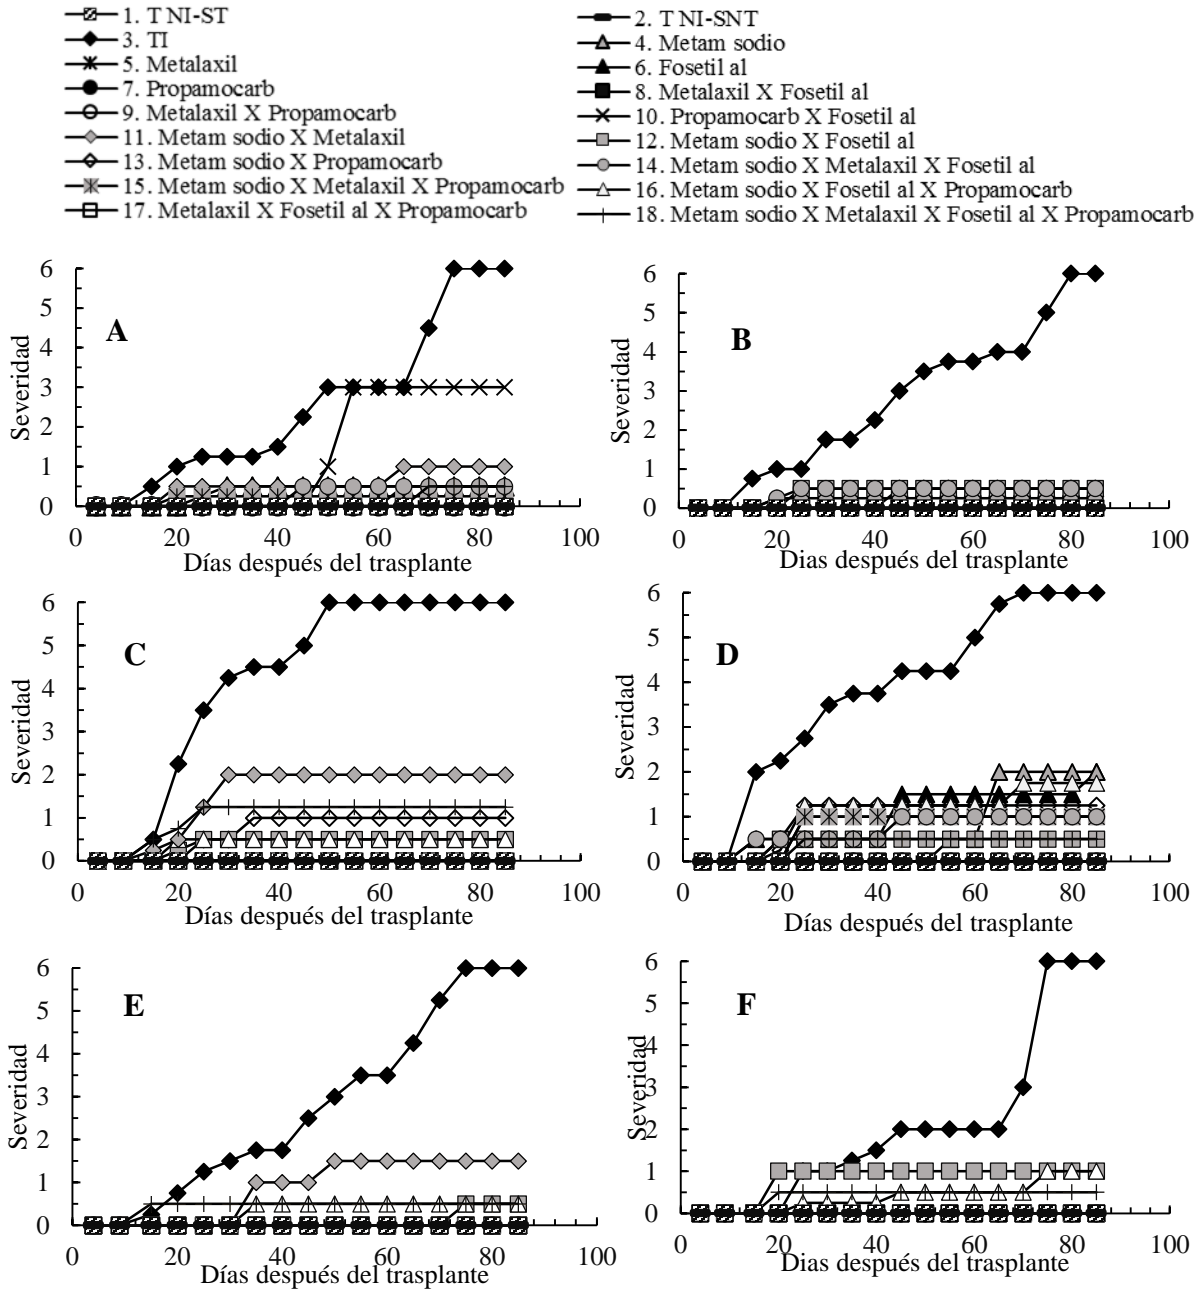 1. T NI-ST
2. T NI-SNT
3. TI
4. Metam sodio
5. Metalaxil
6. Fosetil al
7. Propamocarb
8. Metalaxil X Fosetil al
9. Metalaxil X Propamocarb
10. Propamocarb X Fosetil al
11. Metam sodio X Metalaxil
12. Metam sodio X Fosetil al
13. Metam sodio X Propamocarb
14. Metam sodio X Metalaxil X Fosetil al
15. Metam sodio X Metalaxil X Propamocarb
16. Metam sodio X Fosetil al X Propamocarb
17. Metalaxil X Fosetil al X Propamocarb
18. Metam sodio X Metalaxil X Fosetil al X Propamocarb
A
Severidad
6
5
4
3
2
1
0
0 20 40 60 80 100
Días después del trasplante
B
Severidad
6
5
4
3
2
1
0
0 20 40 60 80 100
Días después del trasplante
C
Severidad
6
5
4
3
2
1
0
0 20 40 60 80 100
Días después del trasplante
D
Severidad
6
5
4
3
2
1
0
0 20 40 60 80 100
Días después del trasplante
E
Severidad
6
5
4
3
2
1
0
0 20 40 60 80 100
Días después del trasplante
F
Severidad
6
5
4
3
2
1
0
0 20 40 60 80 100
Días después del trasplante